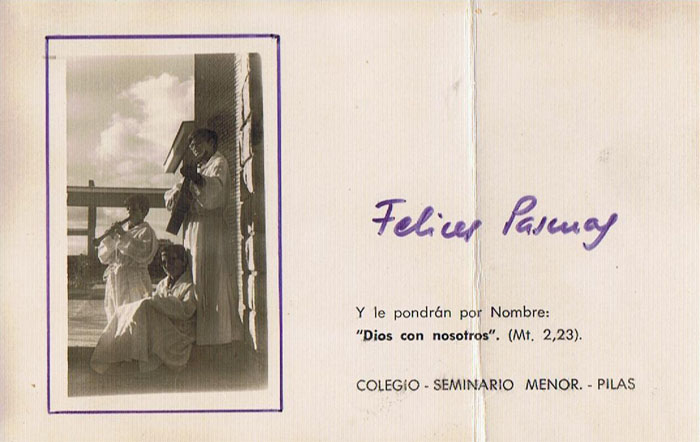 Felices Pascuas
Y le pondrán por Nombre:
"Dios con nosotros". (Mt. 2,23).
COLEGIO - SEMINARIO MENOR. - PILAS